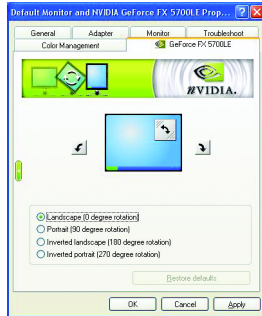 Default Monitor and NVIDIA GeForce FX 5700LE Prop...
General Adapter Monitor Troubleshoot
Color Management GeForce FX 5700LE
NVIDIA.
Landscape (0 degree rotation)
Portrait (90 degree rotation)
Inverted landscape (180 degree rotation)
Inverted portrait (270 degree rotation)
Restore defaults
OK Cancel Apply